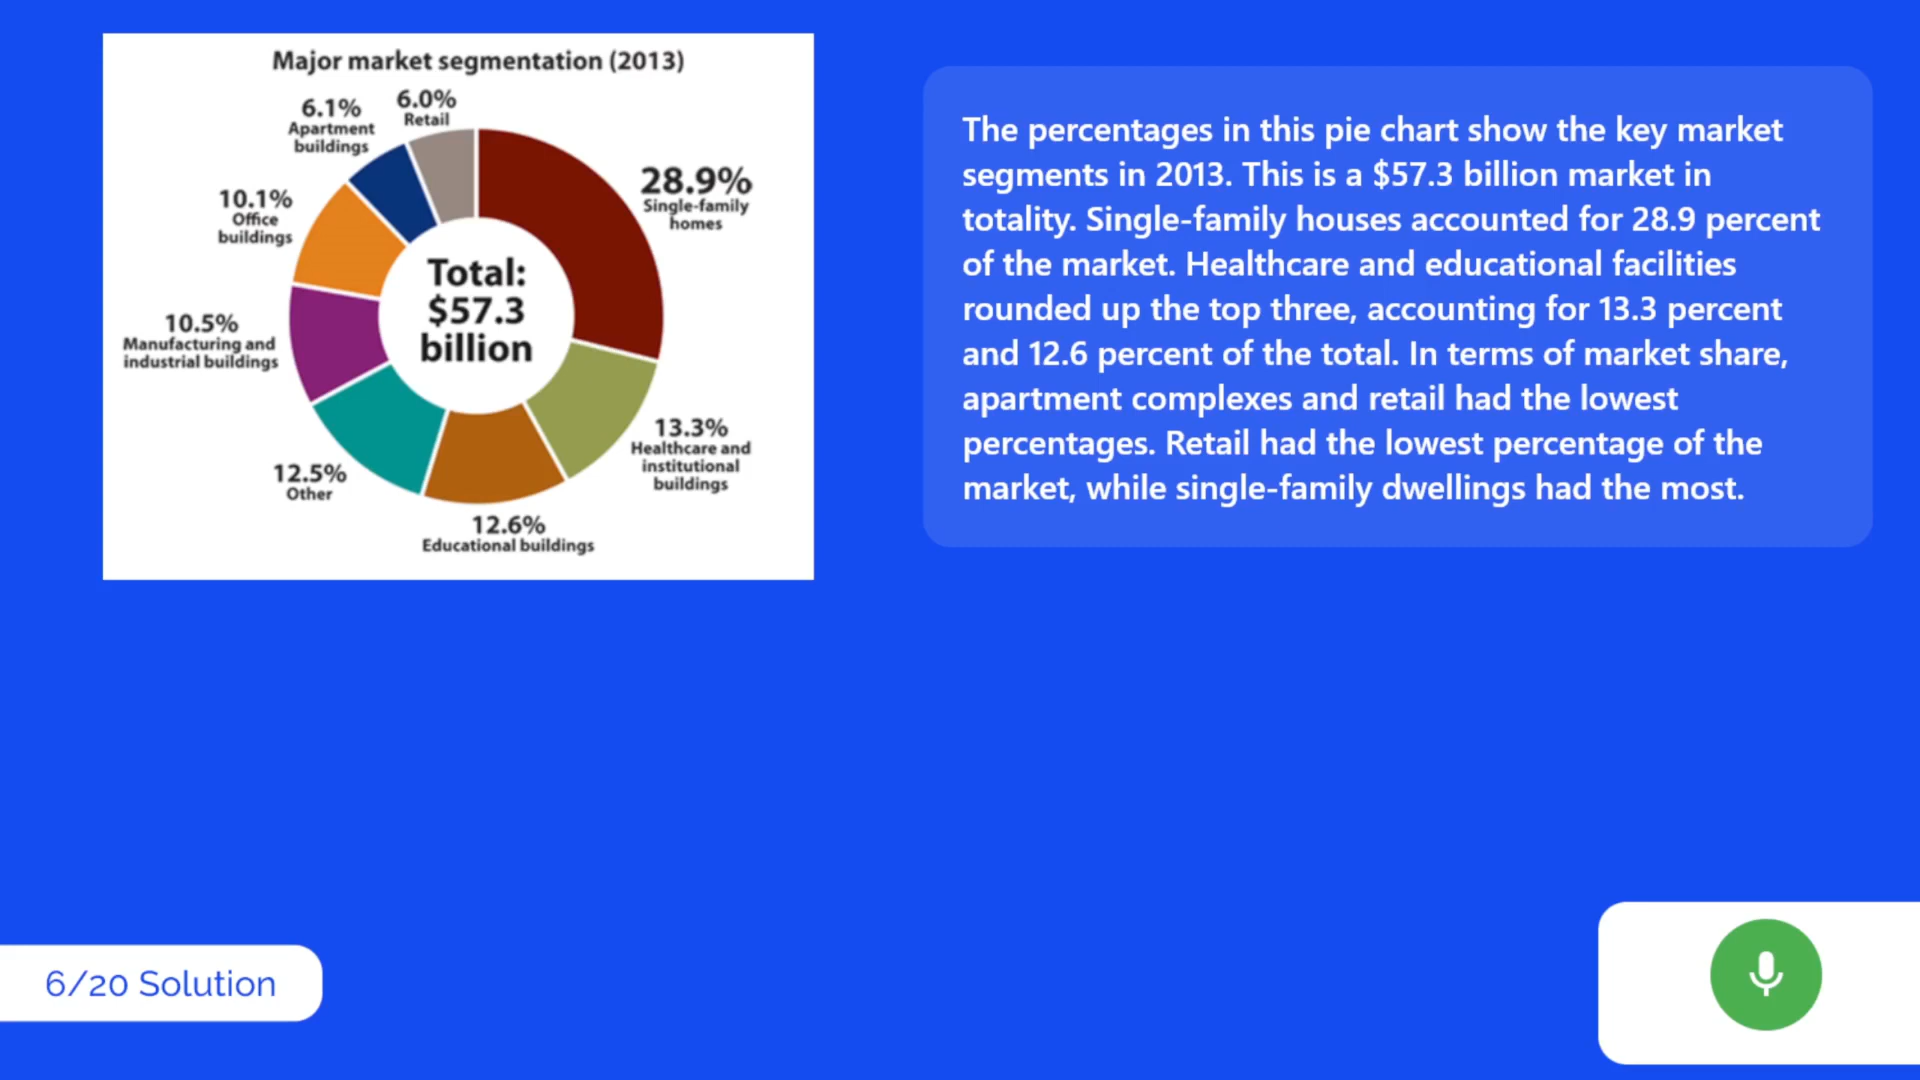 Major market segmentation (2013)
6.1%
Apartment
buildings
6.0%
Retail
28.9%
Single-family
homes
10.1%
Office
buildings
Total:
$57.3
billion
10.5%
Manufacturing and
industrial buildings
13.3%
Healthcare and
institutional
buildings
12.5%
Other
12.6%
Educational buildings
The percentages in this pie chart show the key market
segments in 2013. This is a $57.3 billion market in
totality. Single-family houses accounted for 28.9 percent
of the market. Healthcare and educational facilities
rounded up the top three, accounting for 13.3 percent
and 12.6 percent of the total. In terms of market share,
apartment complexes and retail had the lowest
percentages. Retail had the lowest percentage of the
market, while single-family dwellings had the most.
6/20 Solution